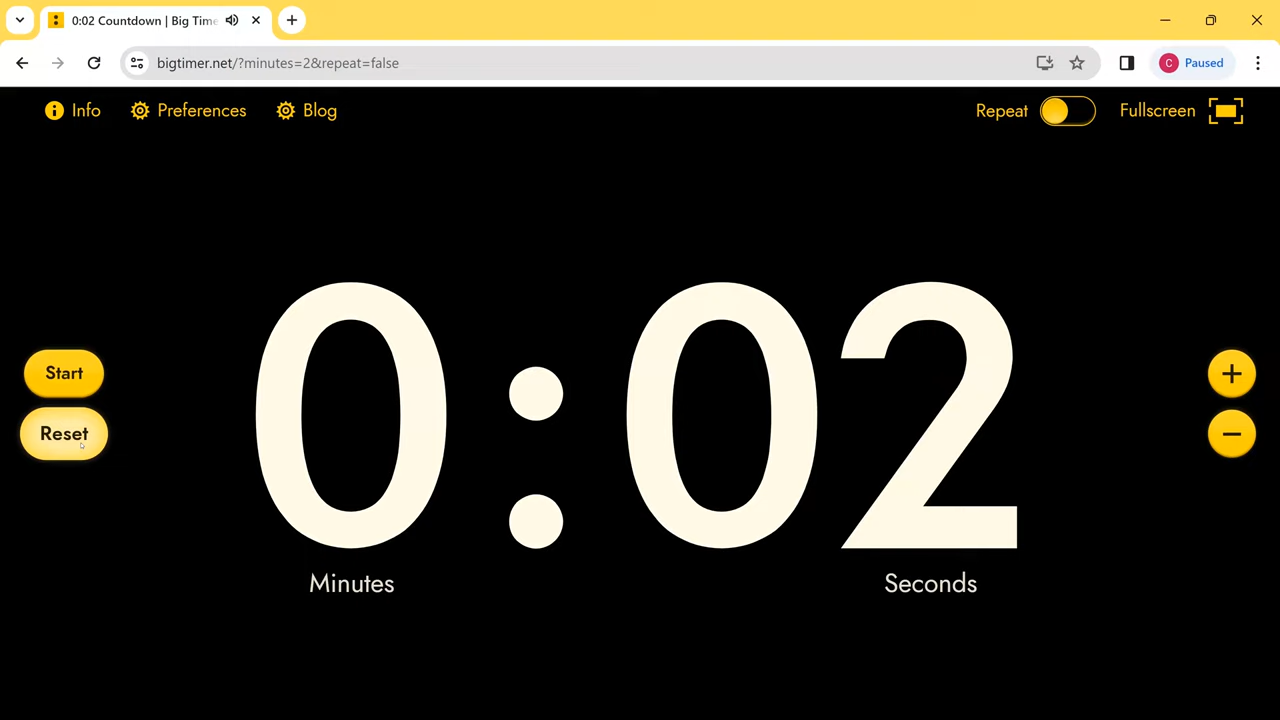 0:02 Countdown | Big Time
bigtimer.net/?minutes=2&repeat=false
C Paused
Info Preferences Blog Repeat Fullscreen
0:02
Start
Reset
+
−
Minutes Seconds